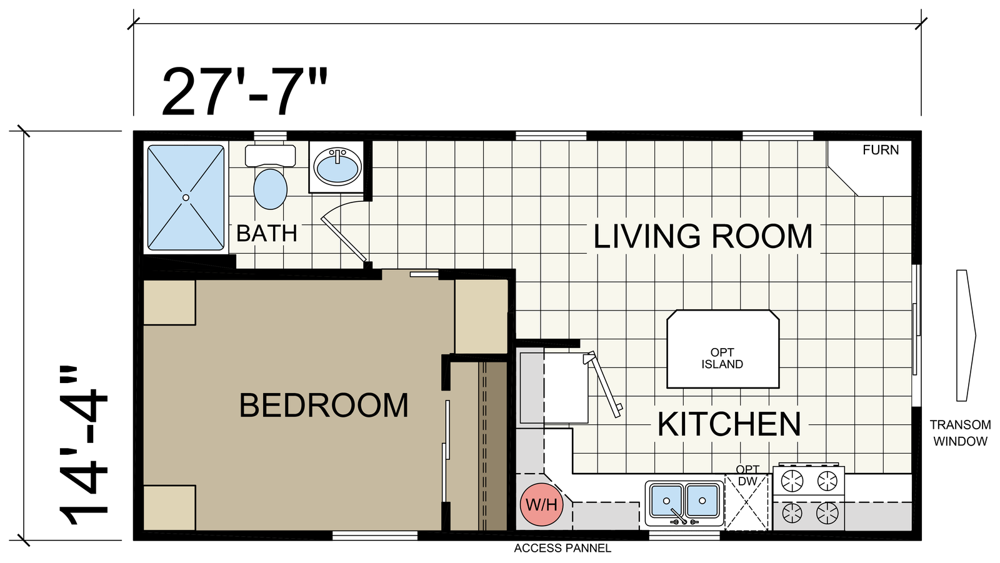 27'-7"
FURN
BATH
LIVING ROOM
14'-4"
OPT
ISLAND
BEDROOM
KITCHEN
TRANSOM
WINDOW
OPT
DW
W/H
ACCESS PANNEL